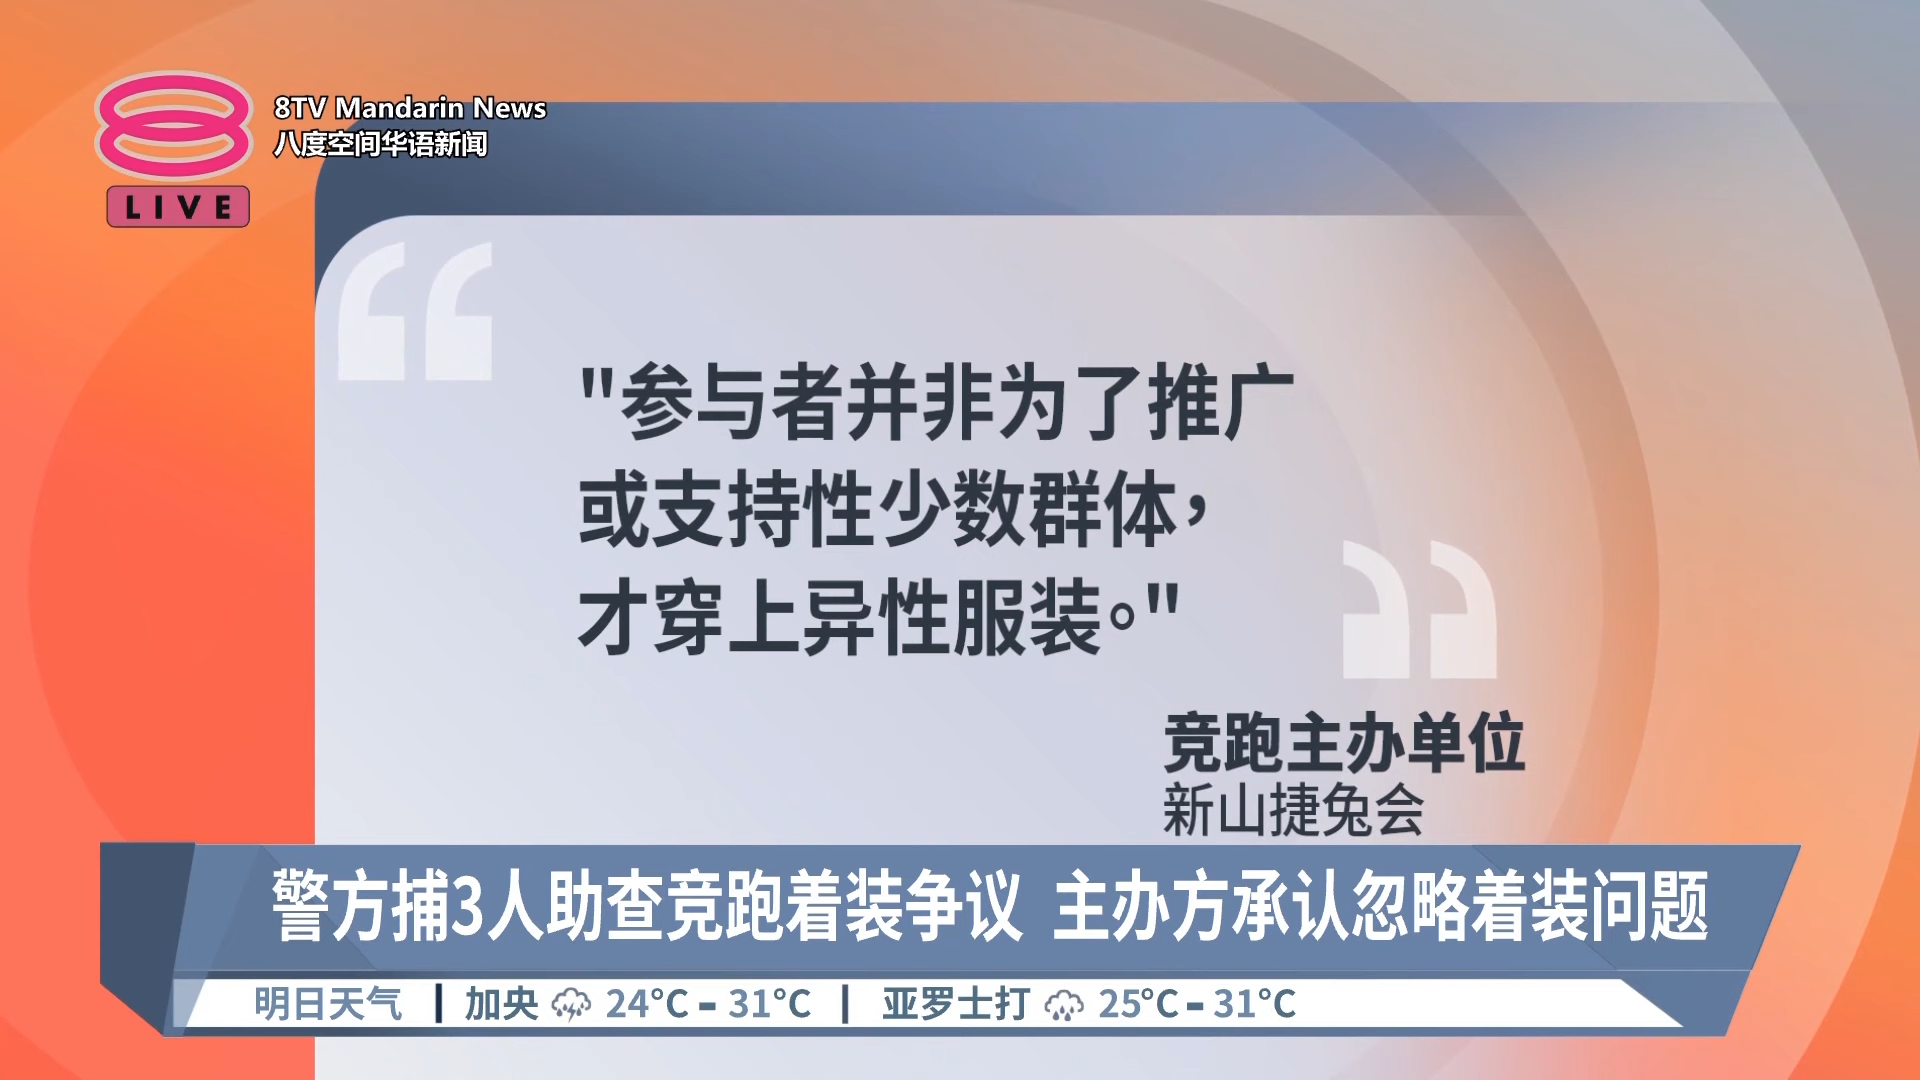 8TV Mandarin News
八度空间华语新闻
LIVE
"参与者并非为了推广
或支持性少数群体，
才穿上异性服装。"
竞跑主办单位
新山捷兔会
警方捕3人助查竞跑着装争议 主办方承认忽略着装问题
明日天气 | 加央 24°C - 31°C | 亚罗士打 25°C - 31°C